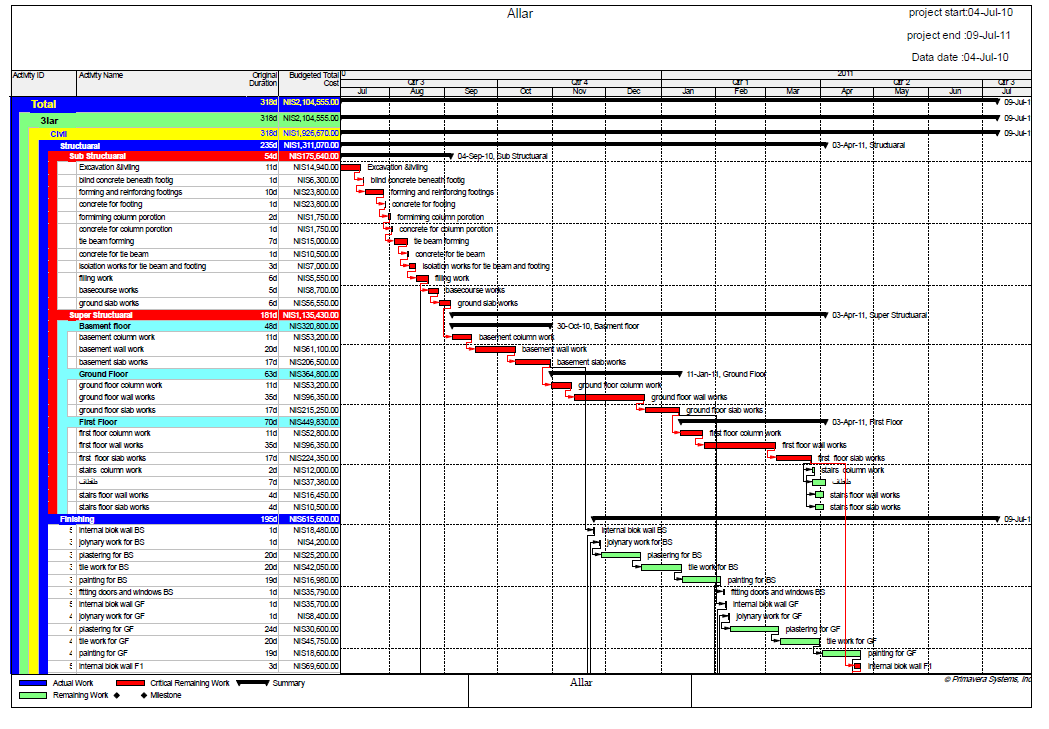 Allar
project start:04-Jul-10
project end :09-Jul-11
Data date :04-Jul-10
Activity ID Activity Name Original Duration Budgeted Total Cost 0 2011
Qtr 3 Qtr 4 Qtr 1 Qtr 2 Qtr 3
Jul Aug Sep Oct Nov Dec Jan Feb Mar Apr May Jun Jul
Total 318d NIS2,104,555.00 09-Jul-1
3lar 318d NIS2,104,555.00 09-Jul-1
Civil 318d NIS1,926,670.00 09-Jul-1
Structuaral 235d NIS1,311,070.00 03-Apr-11, Structuaral
Sub Structuaral 54d NIS175,640.00 04-Sep-10, Sub Structuaral
Excavation &livling 11d NIS14,940.00 Excavation &livling
blind concrete beneath footig 1d NIS6,300.00 blind concrete beneath footig
forming and reinforcing footings 10d NIS23,800.00 forming and reinforcing footings
concrete for footing 1d NIS23,800.00 concrete for footing
formiming column porotion 2d NIS1,750.00 formiming column porotion
concrete for column porotion 1d NIS1,750.00 concrete for column porotion
tie beam forming 7d NIS15,000.00 tie beam forming
concrete for tie beam 1d NIS10,500.00 concrete for tie beam
isolation works for tie beam and footing 3d NIS7,000.00 isolation works for tie beam and footing
filling work 6d NIS5,550.00 filling work
basecourse works 5d NIS8,700.00 basecourse works
ground slab works 6d NIS56,550.00 ground slab works
Super Structuaral 181d NIS1,135,430.00 03-Apr-11, Super Structuaral
Basment floor 48d NIS320,800.00 30-Oct-10, Basment floor
basement column work 11d NIS53,200.00 basement column work
basement wall work 20d NIS61,100.00 basement wall work
basement slab works 17d NIS206,500.00 basement slab works
Ground Floor 63d NIS364,800.00 11-Jan-11, Ground Floor
ground floor column work 11d NIS53,200.00 ground floor column work
ground floor wall works 35d NIS96,350.00 ground floor wall works
ground floor slab works 17d NIS215,250.00 ground floor slab works
First Floor 70d NIS449,830.00 03-Apr-11, First Floor
first floor column work 11d NIS52,800.00 first floor column work
first floor wall works 35d NIS96,350.00 first floor wall works
first floor slab works 17d NIS224,350.00 first floor slab works
stairs column work 2d NIS12,000.00 stairs column work
7d NIS37,380.00
stairs floor wall works 4d NIS16,450.00 stairs floor wall works
stairs floor slab works 4d NIS10,500.00 stairs floor slab works
Finishing 195d NIS615,600.00 09-Jul-1
5 internal blok wall BS 1d NIS18,480.00 internal blok wall BS
3 jolynary work for BS 1d NIS4,200.00 jolynary work for BS
3 plastering for BS 20d NIS25,200.00 plastering for BS
3 tile work for BS 20d NIS42,050.00 tile work for BS
3 painting for BS 19d NIS16,980.00 painting for BS
3 fitting doors and windows BS 1d NIS35,790.00 fitting doors and windows BS
5 internal blok wall GF 1d NIS35,700.00 internal blok wall GF
4 jolynary work for GF 1d NIS8,400.00 jolynary work for GF
4 plastering for GF 24d NIS30,600.00 plastering for GF
4 tile work for GF 20d NIS45,750.00 tile work for GF
4 painting for GF 19d NIS18,600.00 painting for GF
5 internal blok wall F1 3d NIS69,600.00 internal blok wall F1
Actual Work Critical Remaining Work Summary
Remaining Work Milestone
Allar
© Primavera Systems, Inc